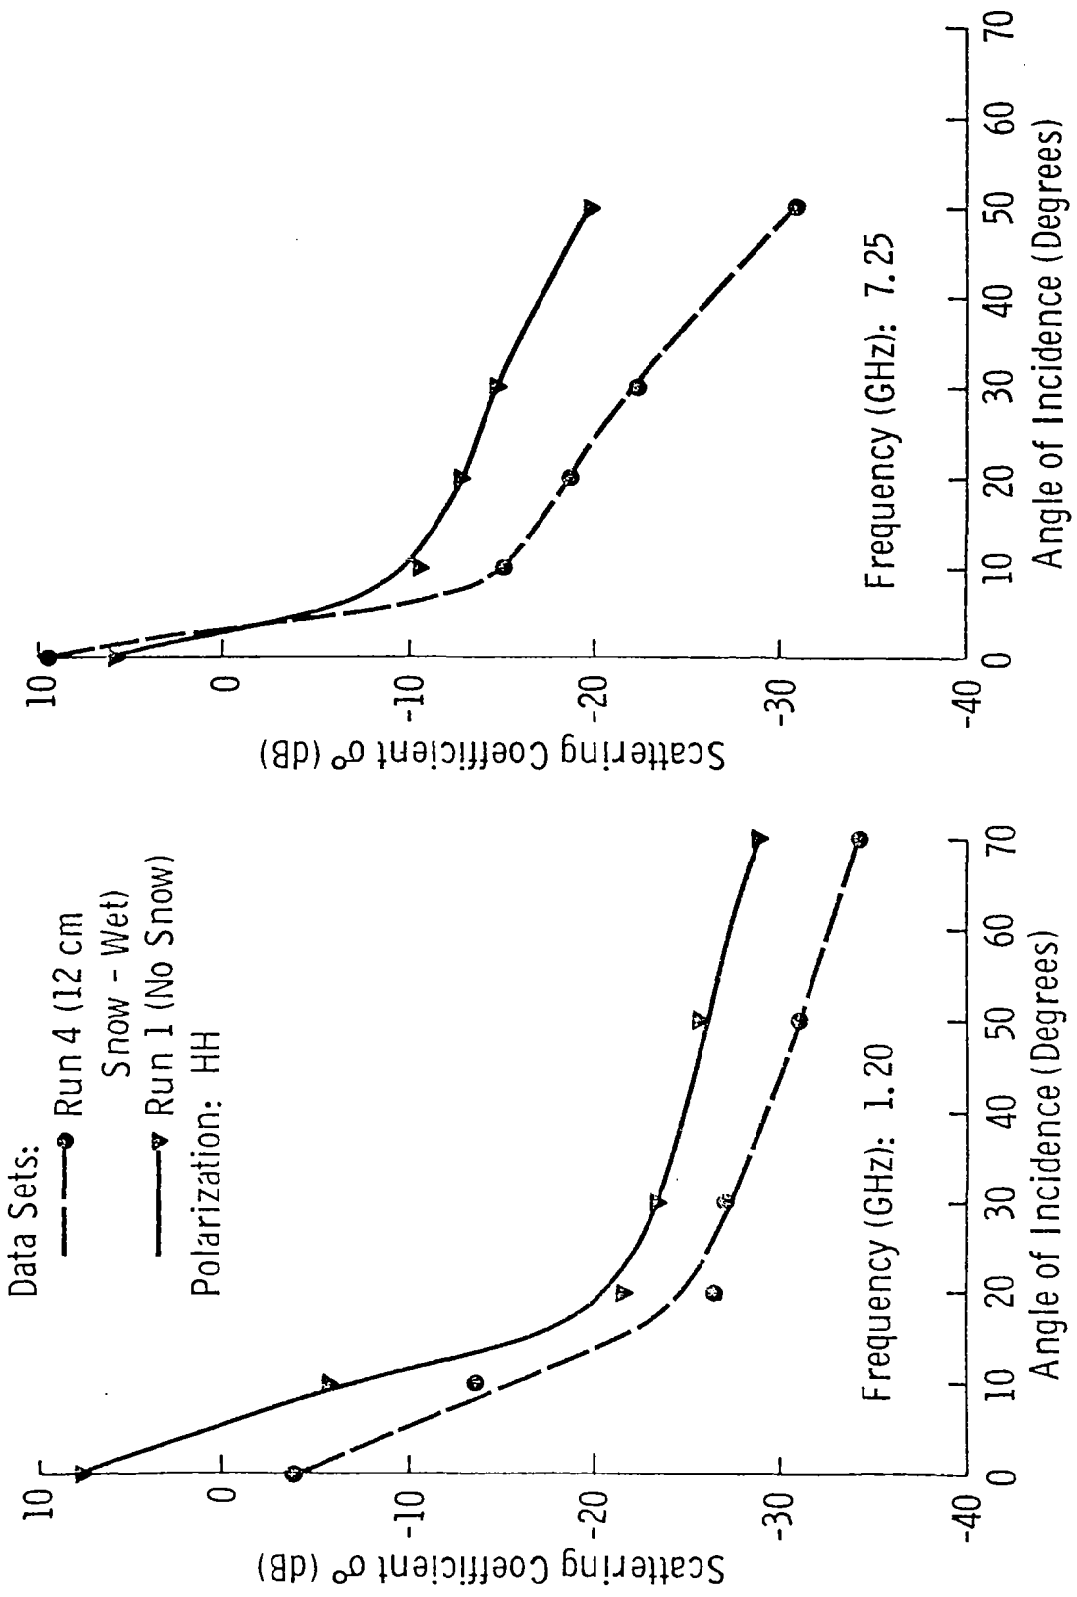 Data Sets:
Run 4 (12 cm
Snow - Wet)
Run 1 (No Snow)
Polarization: HH
10
0
-10
-20
-30
-40
Scattering Coefficient σ° (dB)
Frequency (GHz): 1.20
0 10 20 30 40 50 60 70
Angle of Incidence (Degrees)
10
0
-10
-20
-30
-40
Scattering Coefficient σ° (dB)
Frequency (GHz): 7.25
0 10 20 30 40 50 60 70
Angle of Incidence (Degrees)